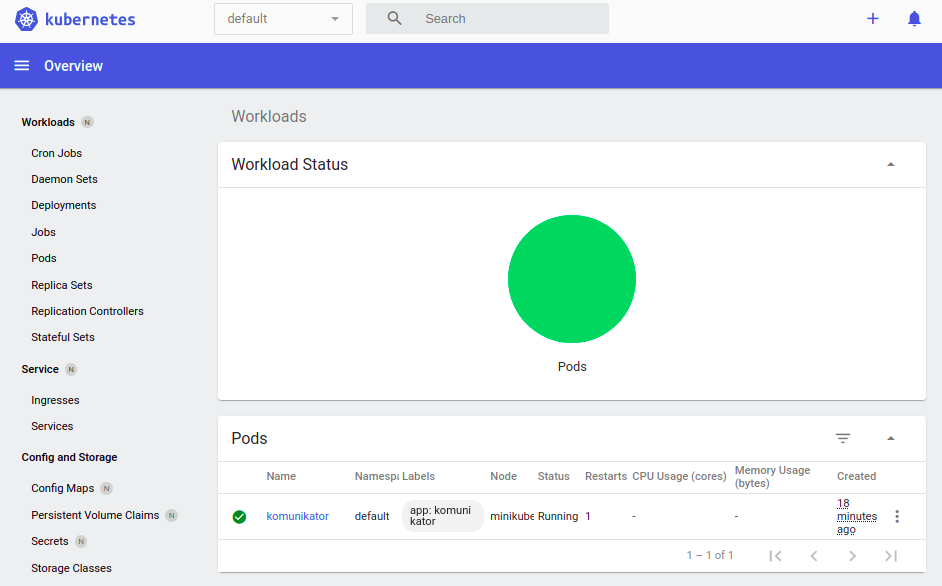 kubernetes
default
Search
Overview
Workloads N
Cron Jobs
Daemon Sets
Deployments
Jobs
Pods
Replica Sets
Replication Controllers
Stateful Sets
Service N
Ingresses
Services
Config and Storage
Config Maps N
Persistent Volume Claims N
Secrets N
Storage Classes
Workloads
Workload Status
Pods
Pods
Name Namesp Labels Node Status Restarts CPU Usage (cores) Memory Usage
(bytes) Created
komunikator default app: komuni
kator minikube Running 1 - - 18
minutes
ago
1 – 1 of 1